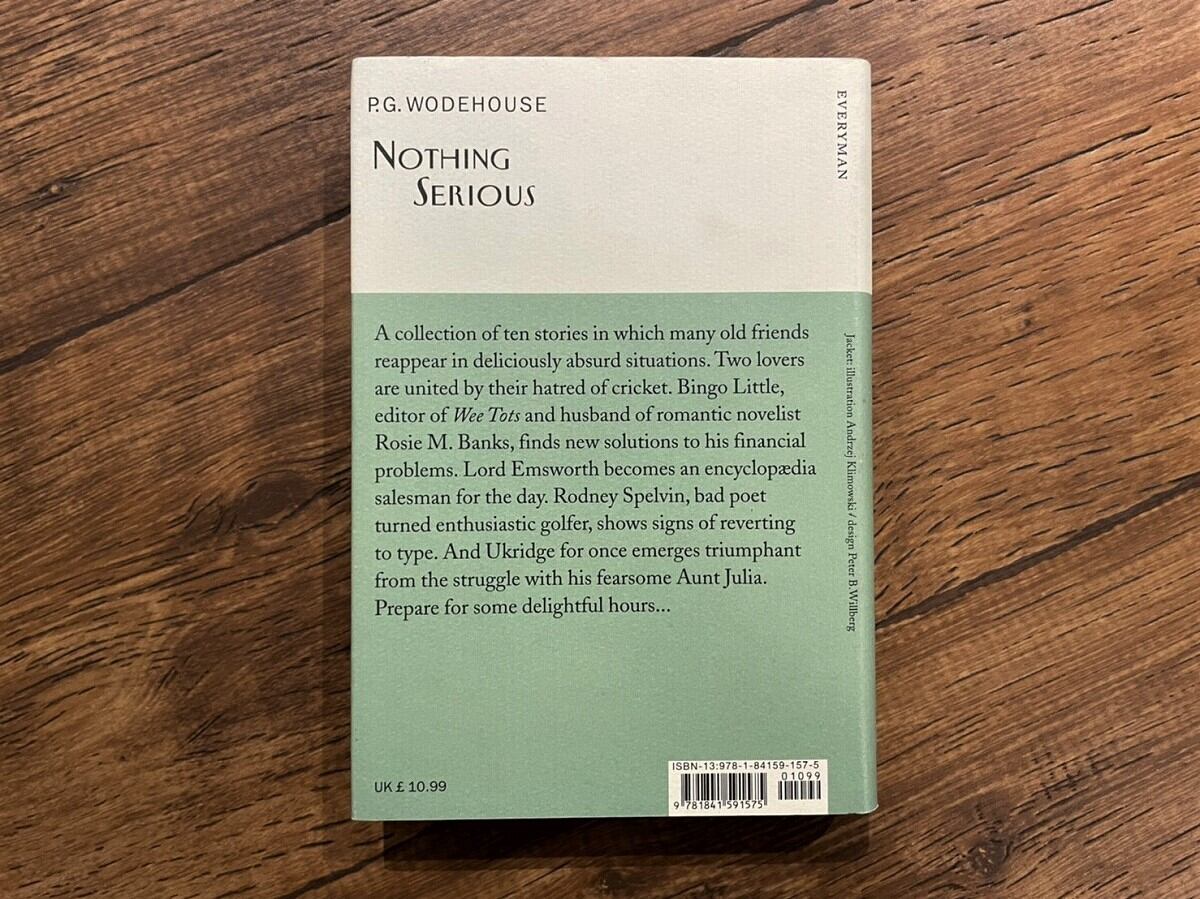 P.G. WODEHOUSE
NOTHING
SERIOUS
EVERYMAN
A collection of ten stories in which many old friends
reappear in deliciously absurd situations. Two lovers
are united by their hatred of cricket. Bingo Little,
editor of Wee Tots and husband of romantic novelist
Rosie M. Banks, finds new solutions to his financial
problems. Lord Emsworth becomes an encyclopædia
salesman for the day. Rodney Spelvin, bad poet
turned enthusiastic golfer, shows signs of reverting
to type. And Ukridge for once emerges triumphant
from the struggle with his fearsome Aunt Julia.
Prepare for some delightful hours...
Jacket: illustration Andrzej Klimowski / design Peter B. Willberg
UK £ 10.99
ISBN-13:978-1-84159-157-5
01099
9 781841 591575